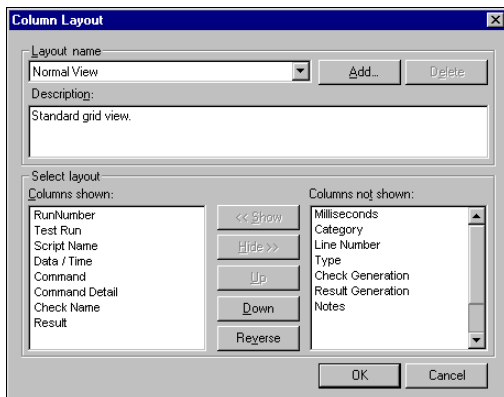 Column Layout
Layout name
Normal View
Add...
Delete
Description:
Standard grid view.
Select layout
Columns shown:
RunNumber
Test Run
Script Name
Data / Time
Command
Command Detail
Check Name
Result
<< Show
Hide >>
Up
Down
Reverse
Columns not shown:
Milliseconds
Category
Line Number
Type
Check Generation
Result Generation
Notes
OK
Cancel